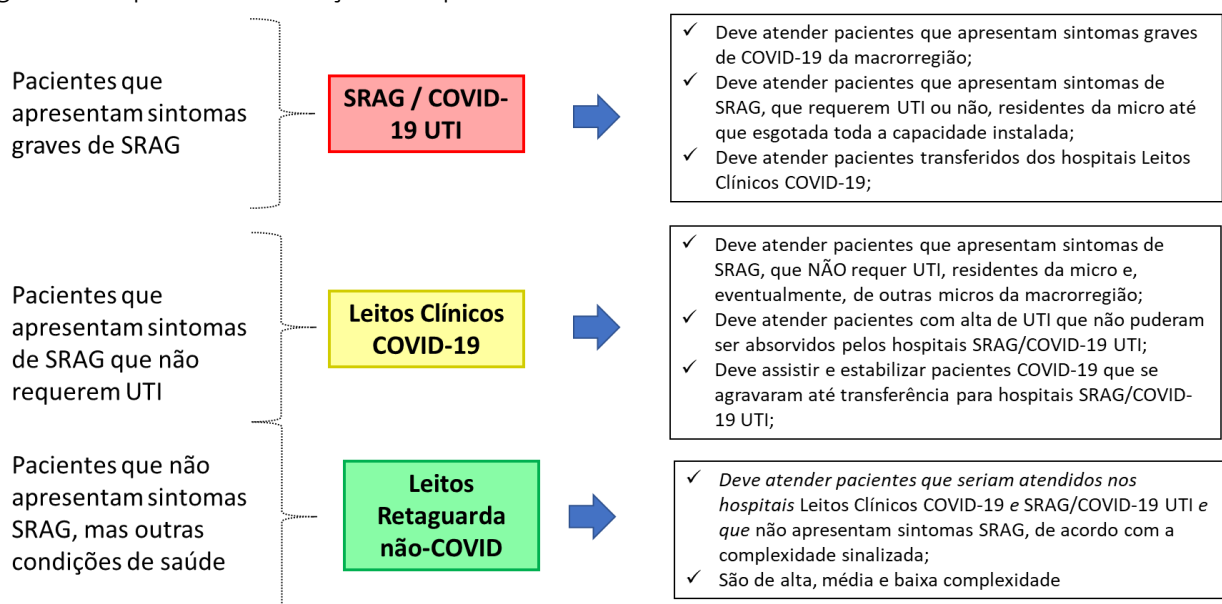 Pacientes que
apresentam sintomas
graves de SRAG
SRAG / COVID-
19 UTI
✓ Deve atender pacientes que apresentam sintomas graves
de COVID-19 da macrorregião;
✓ Deve atender pacientes que apresentam sintomas de
SRAG, que requerem UTI ou não, residentes da micro até
que esgotada toda a capacidade instalada;
✓ Deve atender pacientes transferidos dos hospitais Leitos
Clínicos COVID-19;
Pacientes que
apresentam sintomas
de SRAG que não
requerem UTI
Leitos Clínicos
COVID-19
✓ Deve atender pacientes que apresentam sintomas de
SRAG, que NÃO requer UTI, residentes da micro e,
eventualmente, de outras micros da macrorregião;
✓ Deve atender pacientes com alta de UTI que não puderam
ser absorvidos pelos hospitais SRAG/COVID-19 UTI;
✓ Deve assistir e estabilizar pacientes COVID-19 que se
agravaram até transferência para hospitais SRAG/COVID-
19 UTI;
Pacientes que não
apresentam sintomas
SRAG, mas outras
condições de saúde
Leitos
Retaguarda
não-COVID
✓ Deve atender pacientes que seriam atendidos nos
hospitais Leitos Clínicos COVID-19 e SRAG/COVID-19 UTI e
que não apresentam sintomas SRAG, de acordo com a
complexidade sinalizada;
✓ São de alta, média e baixa complexidade